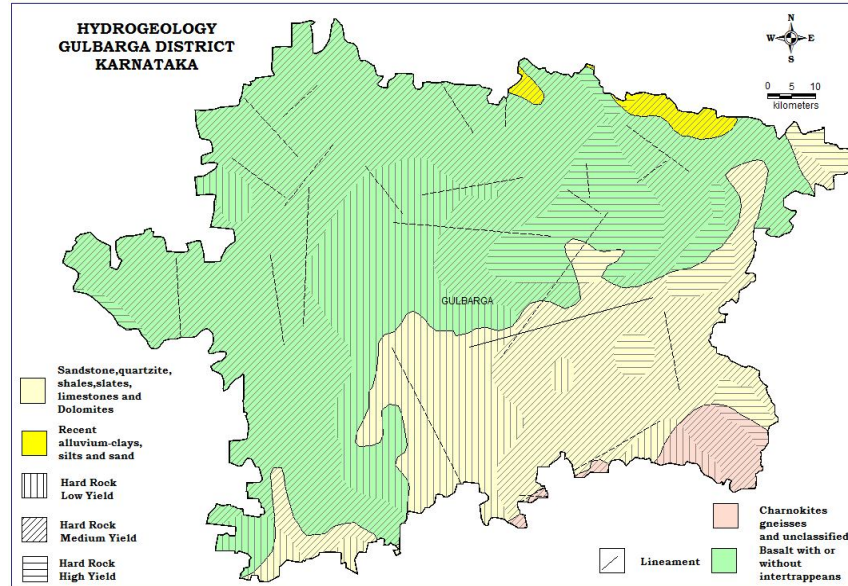 HYDROGEOLOGY
GULBARGA DISTRICT
KARNATAKA
N
W E
S
0 5 10
kilometers
GULBARGA
Sandstone,quartzite,
shales,slates,
limestones and
Dolomites
Recent
alluvium-clays,
silts and sand
Hard Rock
Low Yield
Hard Rock
Medium Yield
Hard Rock
High Yield
Lineament
Charnokites
gneisses
and unclassified
Basalt with or
without
intertrappeans